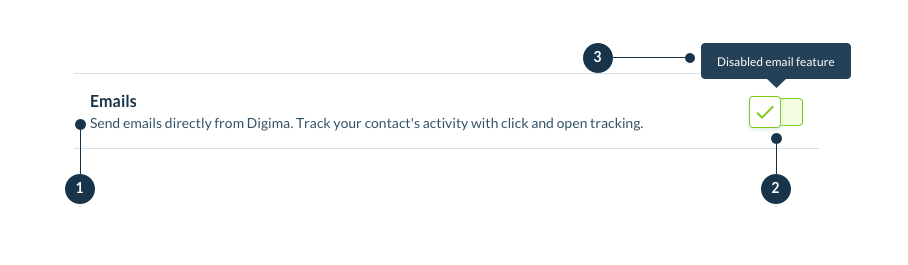 3
Disabled email feature
Emails
Send emails directly from Digima. Track your contact's activity with click and open tracking.
1
2